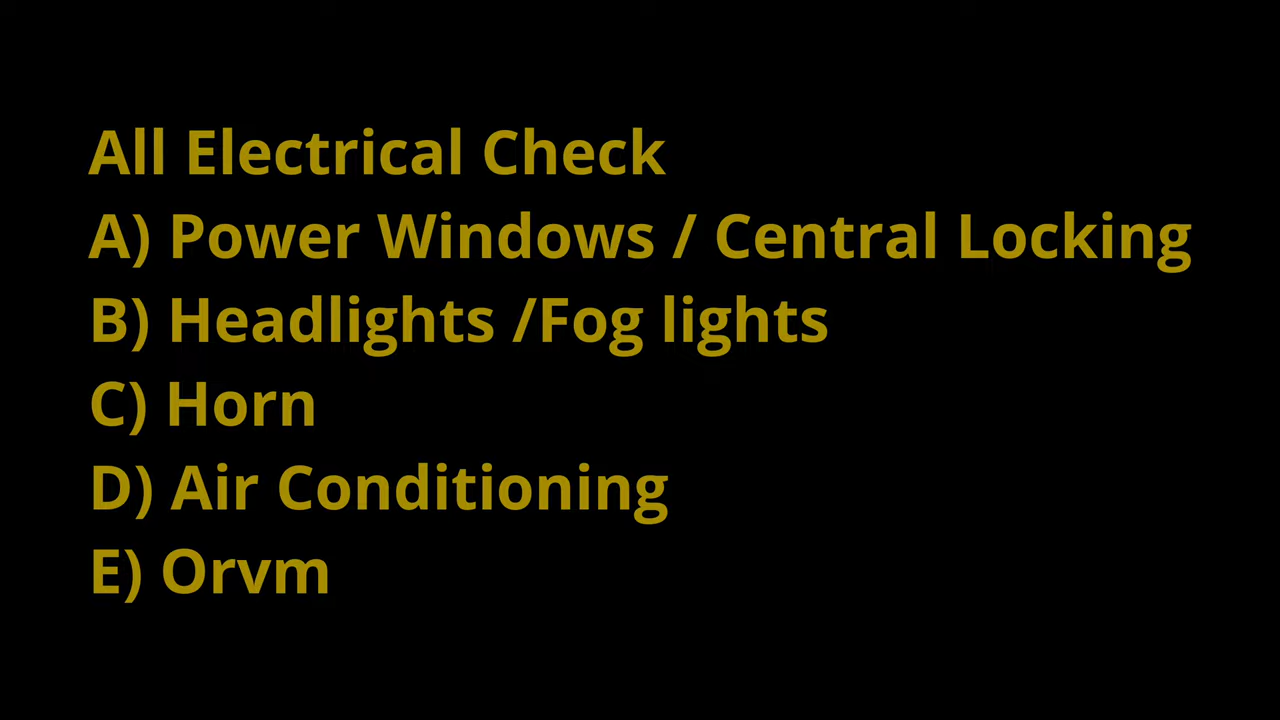 All Electrical Check
A) Power Windows / Central Locking
B) Headlights /Fog lights
C) Horn
D) Air Conditioning
E) Orvm